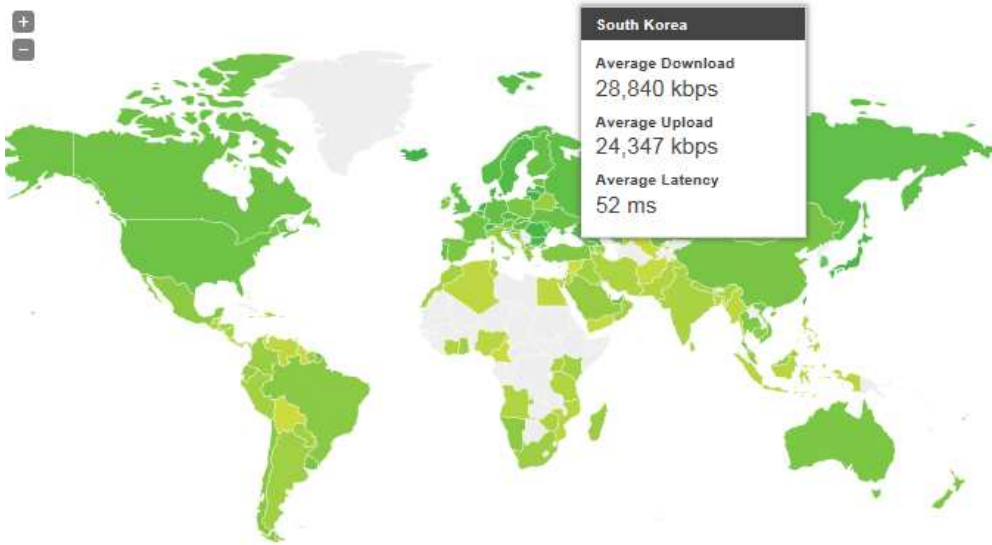 +
−
South Korea
Average Download
28,840 kbps
Average Upload
24,347 kbps
Average Latency
52 ms